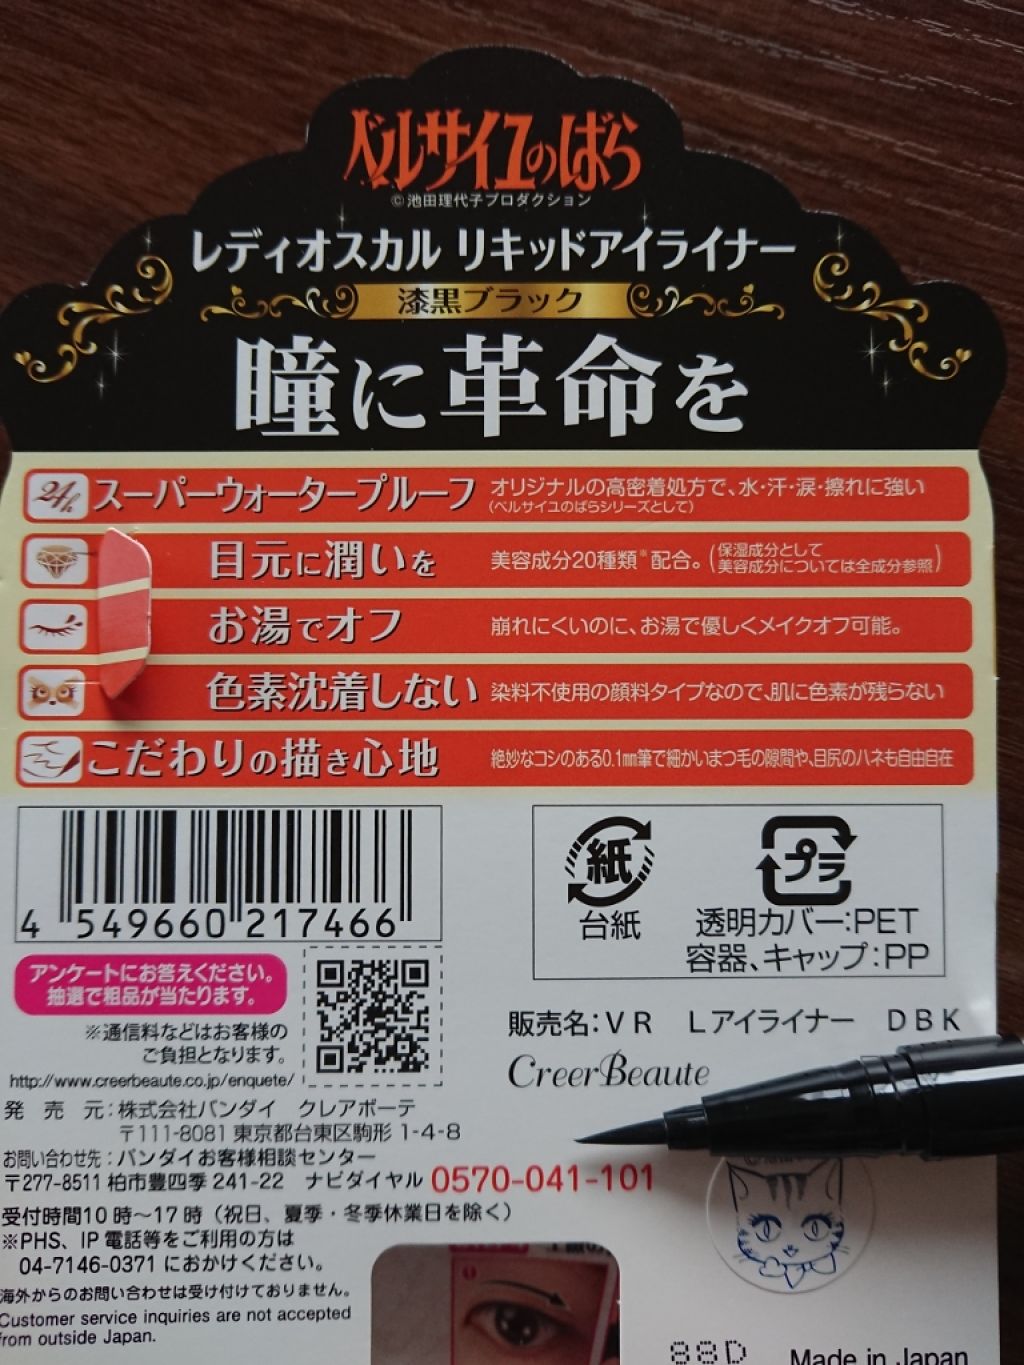 ベルサイユのばら
©池田理代子プロダクション
レディオスカル リキッドアイライナー
漆黒ブラック
瞳に革命を
24h スーパーウォータープルーフ オリジナルの高密着処方で、水・汗・涙・擦れに強い
(ベルサイユのばらシリーズとして)
目元に潤いを 美容成分20種類※配合。(保湿成分として
美容成分については全成分参照)
お湯でオフ 崩れにくいのに、お湯で優しくメイクオフ可能。
色素沈着しない 染料不使用の顔料タイプなので、肌に色素が残らない
こだわりの描き心地 絶妙なコシのある0.1mm筆で細かいまつ毛の隙間や、目尻のハネも自由自在
4 549660 217466
紙 プラ
台紙 透明カバー:PET
容器、キャップ:PP
アンケートにお答えください。
抽選で粗品が当たります。
※通信料などはお客様の
ご負担となります。
http://www.creerbeaute.co.jp/enquete/
販売名:VR Lアイライナー DBK
CreerBeaute
発 売 元:株式会社バンダイ クレアボーテ
〒111-8081 東京都台東区駒形 1-4-8
お問い合わせ先:バンダイお客様相談センター
〒277-8511 柏市豊四季 241-22 ナビダイヤル 0570-041-101
受付時間10時〜17時(祝日、夏季・冬季休業日を除く)
※PHS、IP電話等をご利用の方は
04-7146-0371 におかけください。
海外からのお問い合わせは受け付けておりません。
Customer service inquiries are not accepted
from outside Japan.
88D Made in Japan